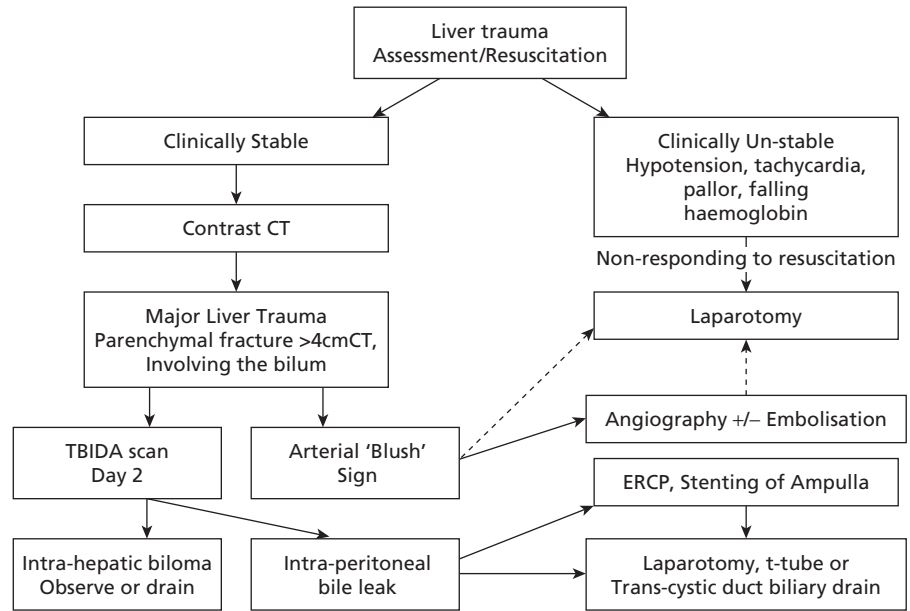 Liver trauma
Assessment/Resuscitation
Clinically Stable
Clinically Un-stable
Hypotension, tachycardia,
pallor, falling
haemoglobin
Contrast CT
Non-responding to resuscitation
Major Liver Trauma
Parenchymal fracture >4cmCT,
Involving the bilum
Laparotomy
TBIDA scan
Day 2
Arterial ‘Blush’
Sign
Angiography +/– Embolisation
ERCP, Stenting of Ampulla
Intra-hepatic biloma
Observe or drain
Intra-peritoneal
bile leak
Laparotomy, t-tube or
Trans-cystic duct biliary drain